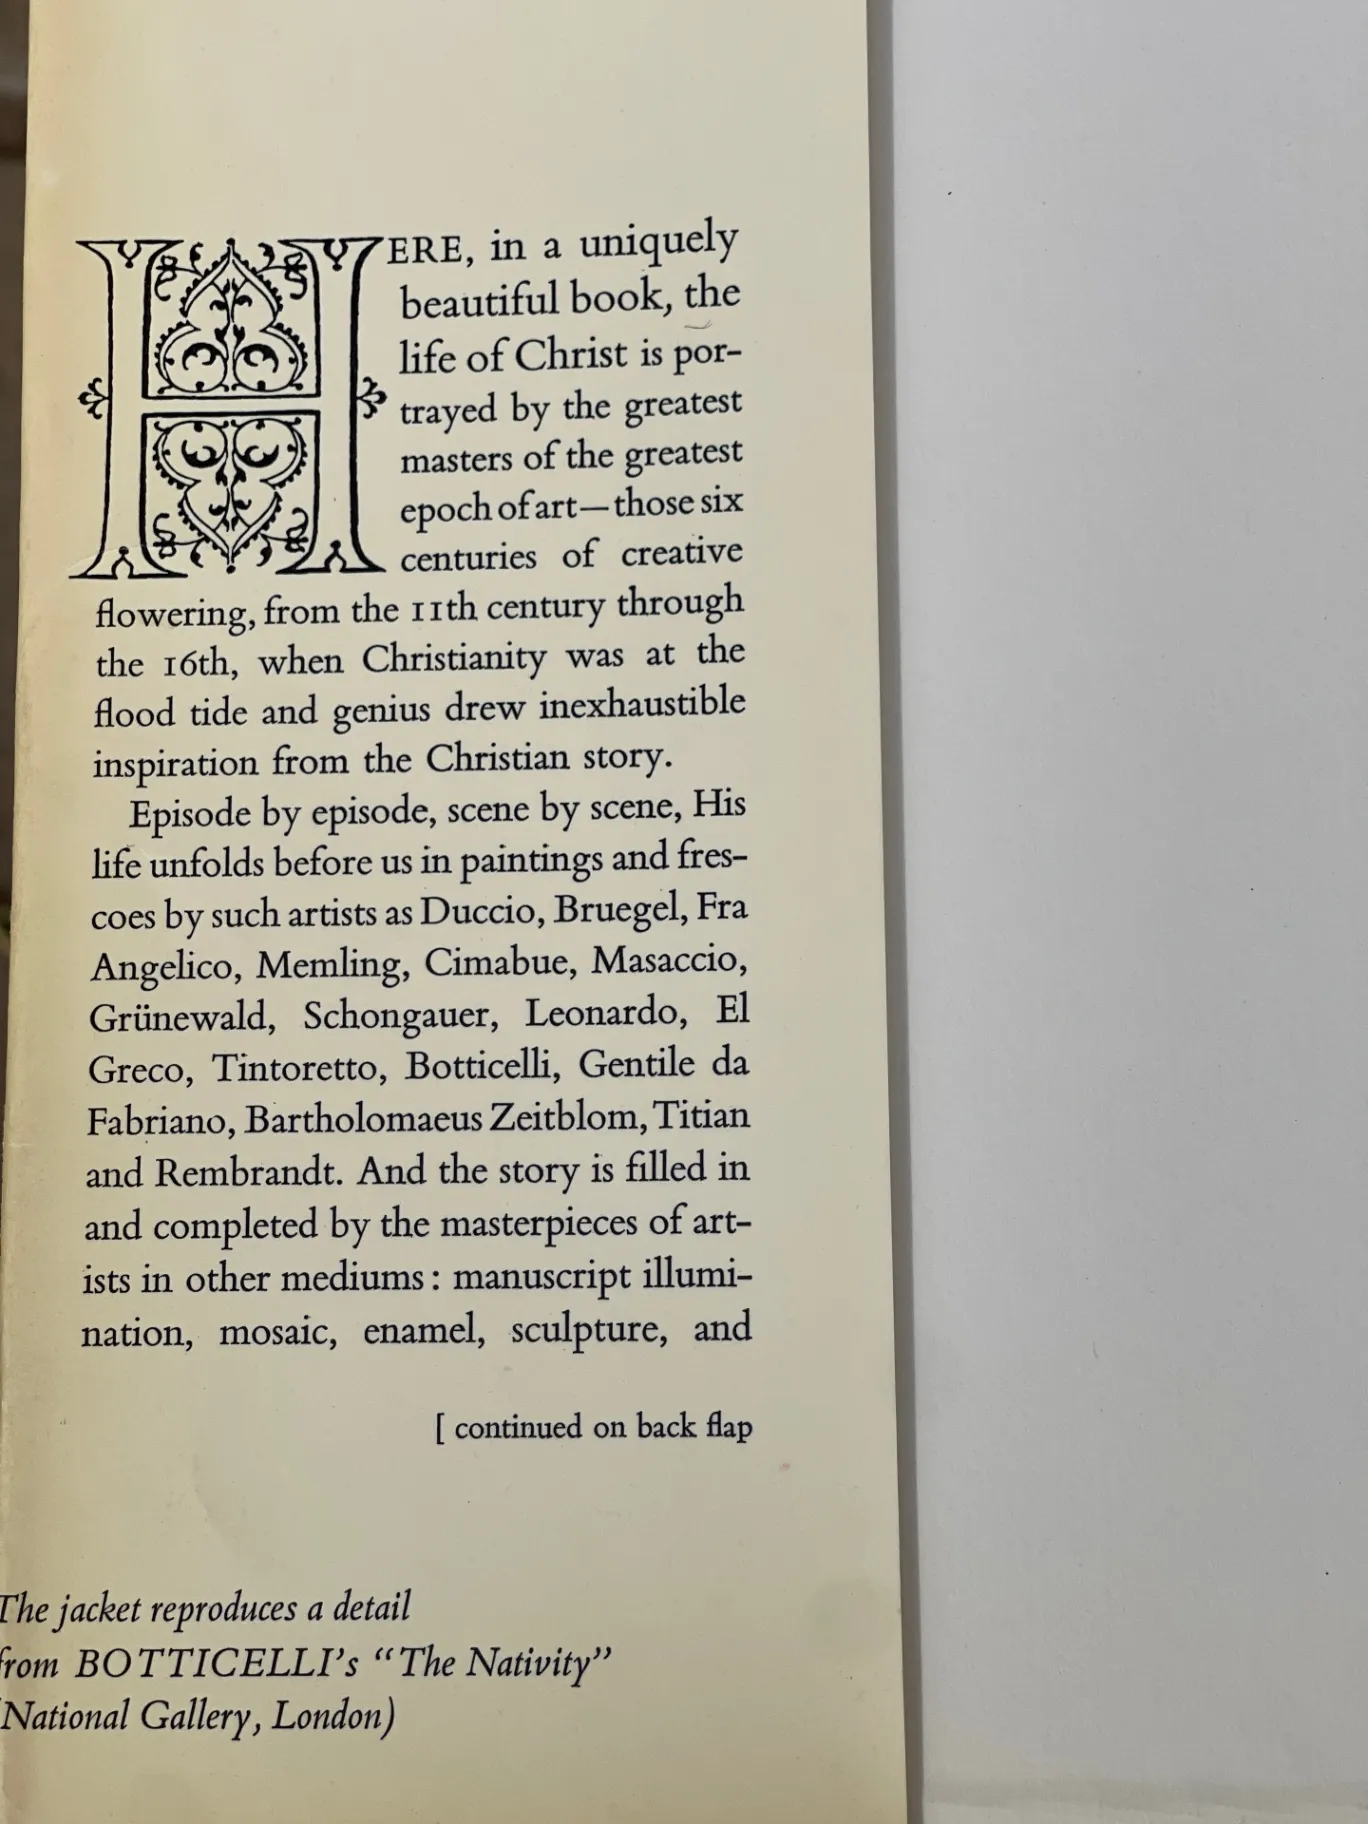 HERE, in a uniquely
beautiful book, the
life of Christ is por-
trayed by the greatest
masters of the greatest
epoch of art—those six
centuries of creative
flowering, from the 11th century through
the 16th, when Christianity was at the
flood tide and genius drew inexhaustible
inspiration from the Christian story.
Episode by episode, scene by scene, His
life unfolds before us in paintings and fres-
coes by such artists as Duccio, Bruegel, Fra
Angelico, Memling, Cimabue, Masaccio,
Grünewald, Schongauer, Leonardo, El
Greco, Tintoretto, Botticelli, Gentile da
Fabriano, Bartholomaeus Zeitblom, Titian
and Rembrandt. And the story is filled in
and completed by the masterpieces of art-
ists in other mediums: manuscript illumi-
nation, mosaic, enamel, sculpture, and
[ continued on back flap
The jacket reproduces a detail
from BOTTICELLI's "The Nativity"
(National Gallery, London)